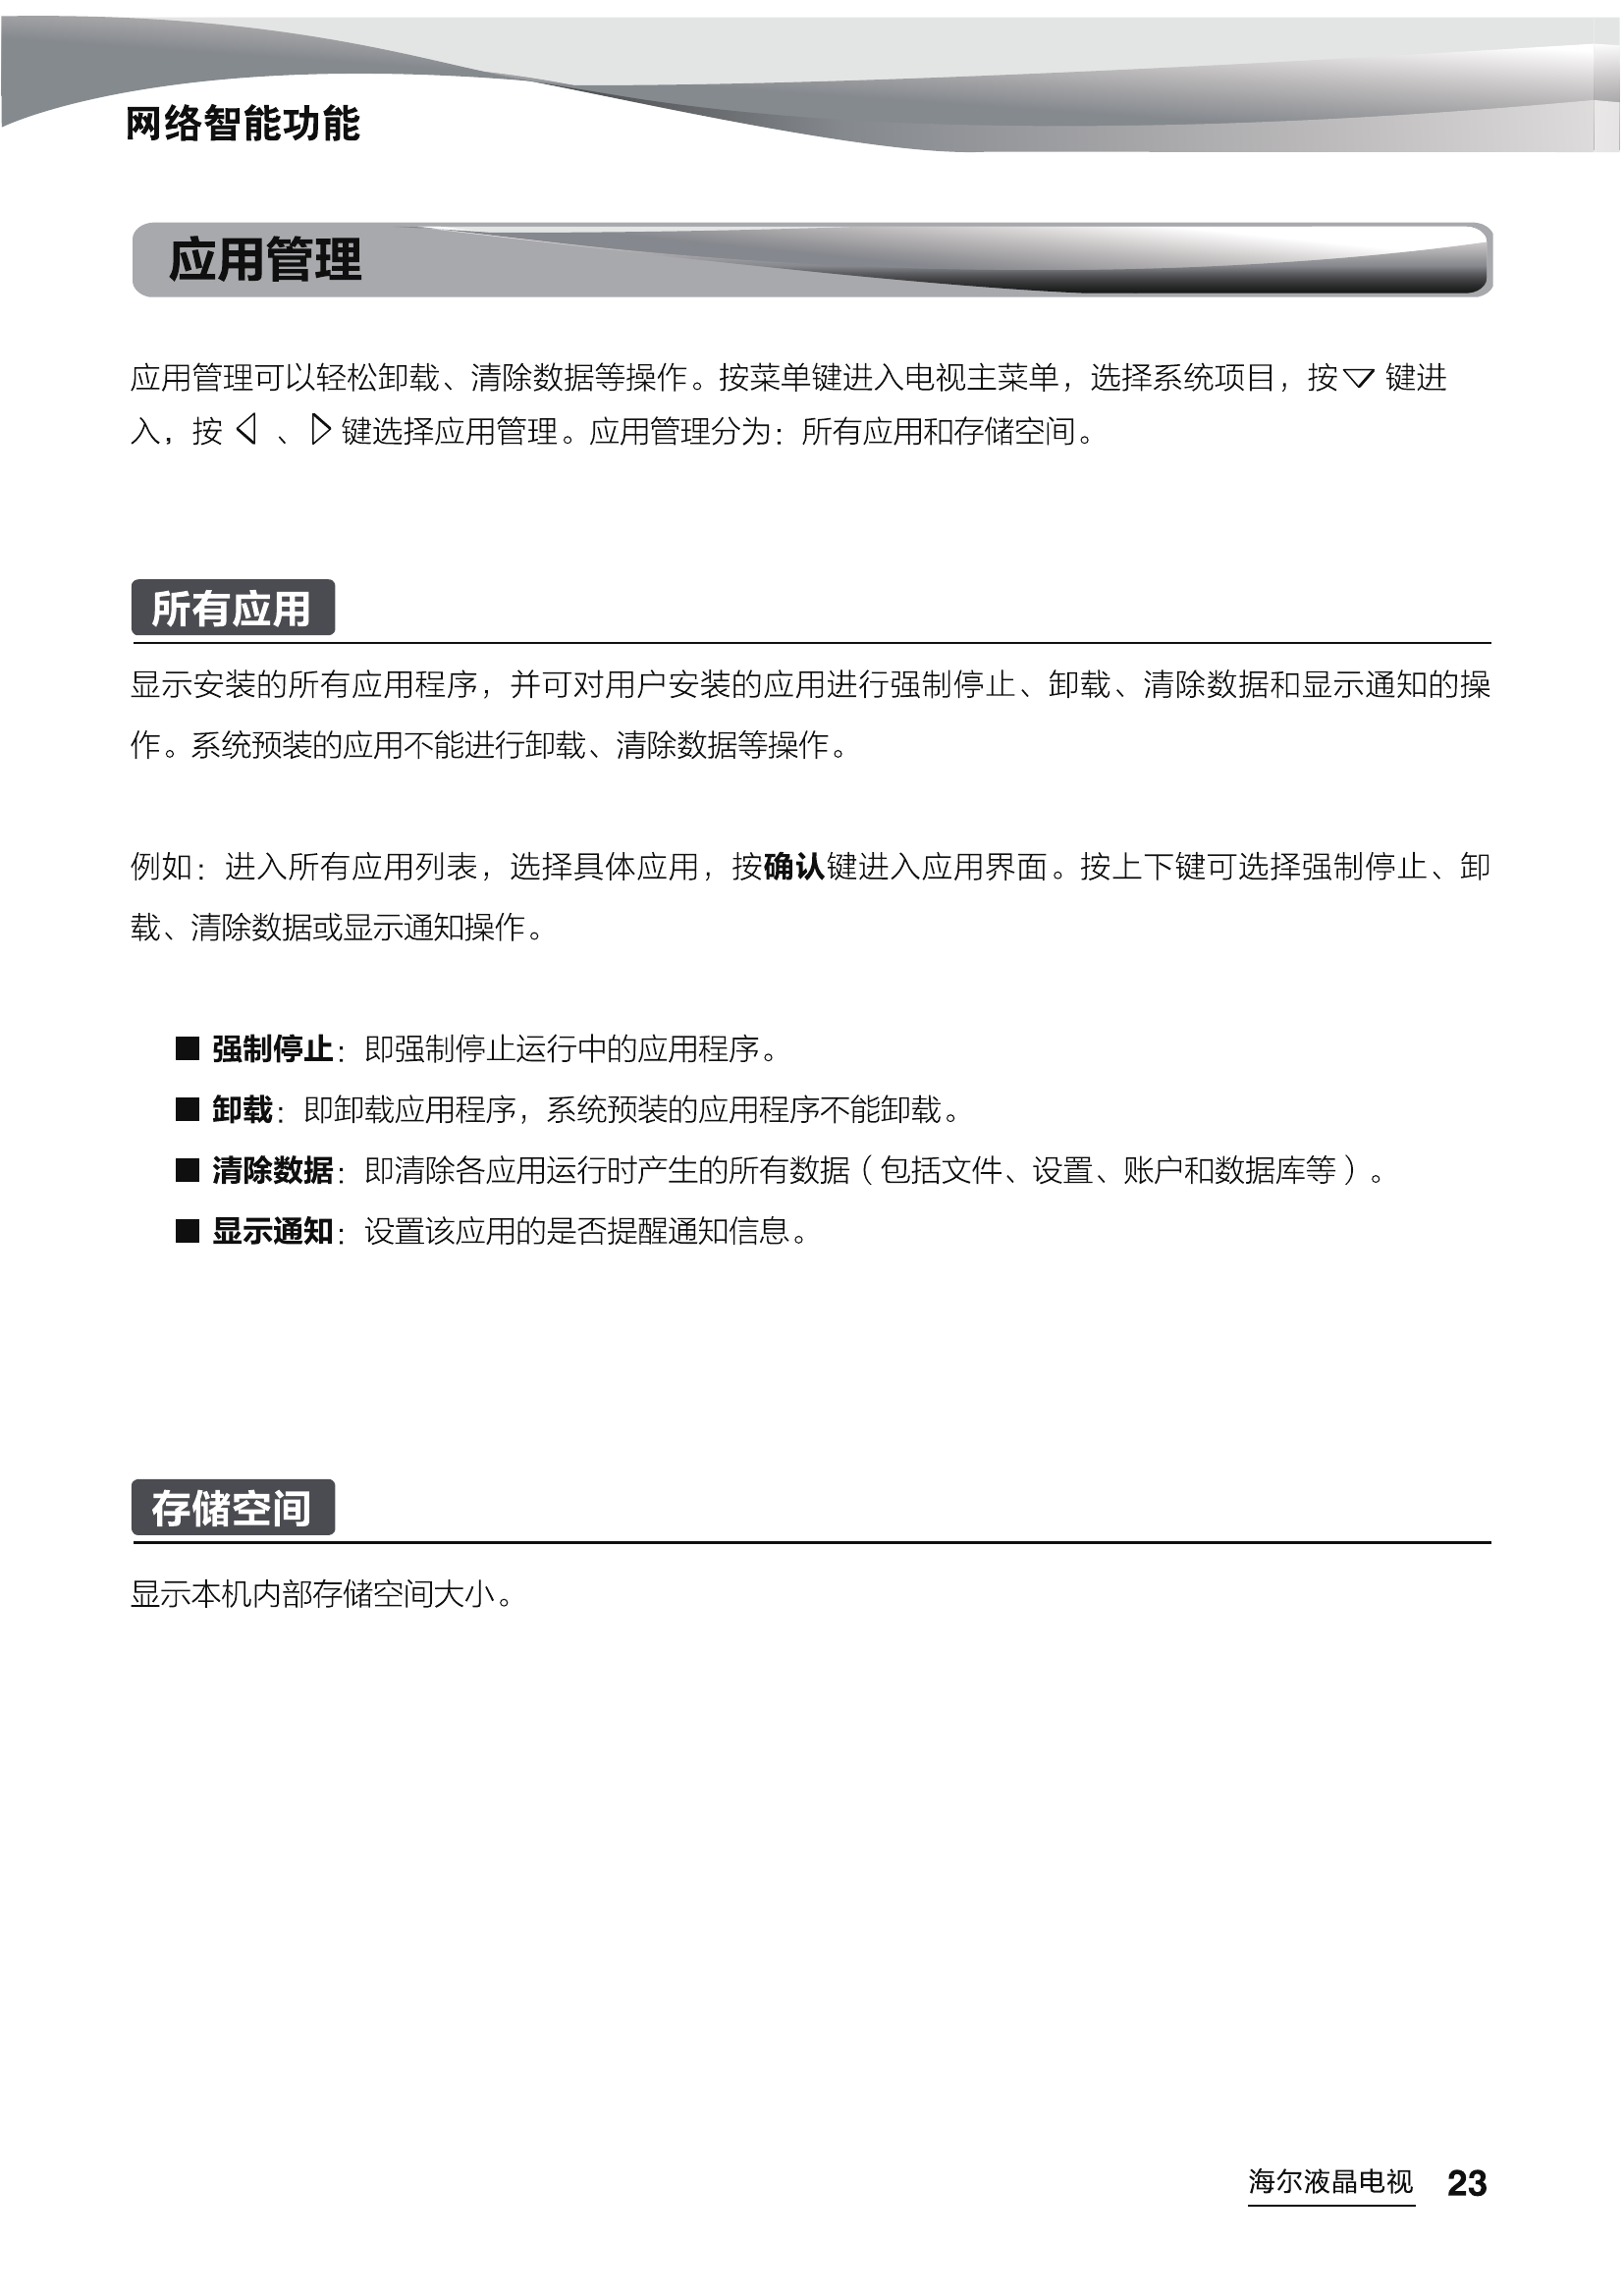 网络智能功能
应用管理
应用管理可以轻松卸载、清除数据等操作。按菜单键进入电视主菜单，选择系统项目，按▽ 键进
入，按 ◁ 、▷ 键选择应用管理。应用管理分为：所有应用和存储空间。
所有应用
显示安装的所有应用程序，并可对用户安装的应用进行强制停止、卸载、清除数据和显示通知的操
作。系统预装的应用不能进行卸载、清除数据等操作。
例如：进入所有应用列表，选择具体应用，按确认键进入应用界面。按上下键可选择强制停止、卸
载、清除数据或显示通知操作。
■ 强制停止：即强制停止运行中的应用程序。
■ 卸载：即卸载应用程序，系统预装的应用程序不能卸载。
■ 清除数据：即清除各应用运行时产生的所有数据（包括文件、设置、账户和数据库等）。
■ 显示通知：设置该应用的是否提醒通知信息。
存储空间
显示本机内部存储空间大小。
海尔液晶电视 23